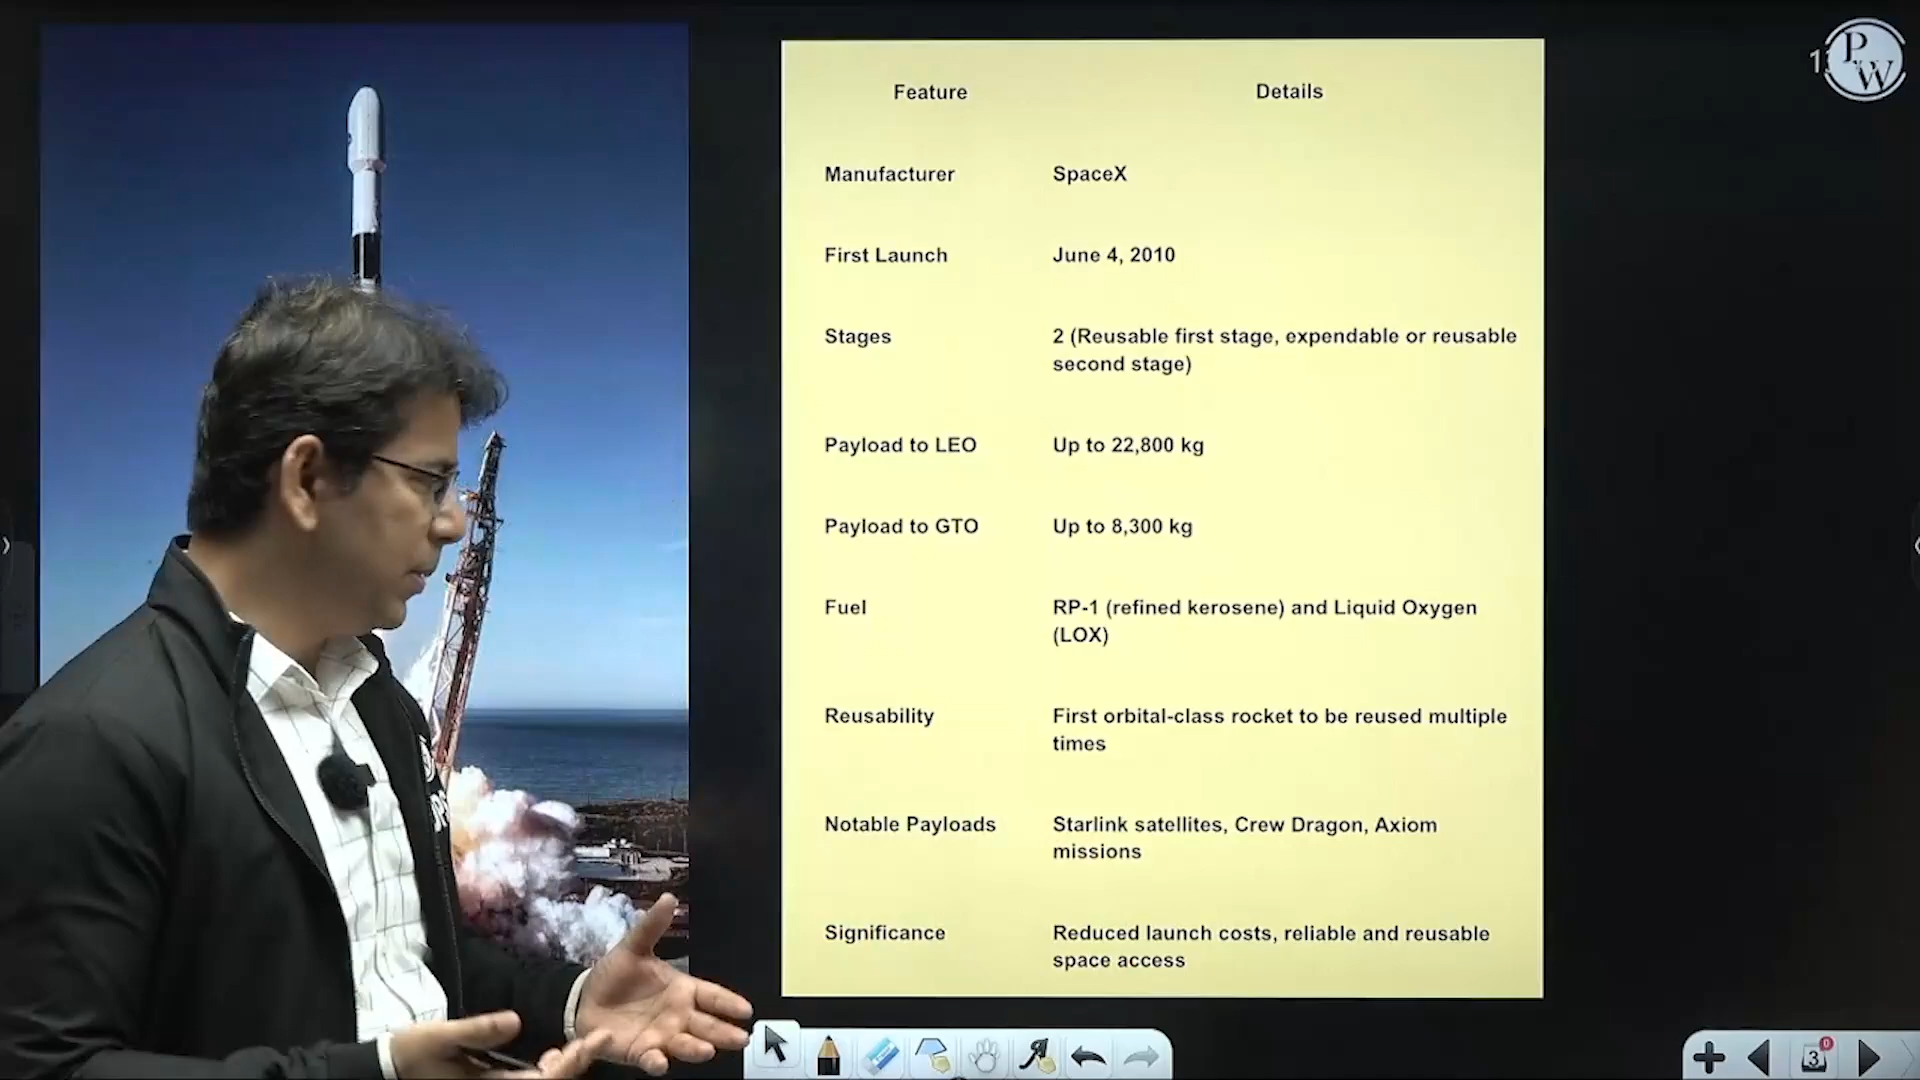 PW
Feature Details
Manufacturer SpaceX
First Launch June 4, 2010
Stages 2 (Reusable first stage, expendable or reusable
second stage)
Payload to LEO Up to 22,800 kg
Payload to GTO Up to 8,300 kg
Fuel RP-1 (refined kerosene) and Liquid Oxygen
(LOX)
Reusability First orbital-class rocket to be reused multiple
times
Notable Payloads Starlink satellites, Crew Dragon, Axiom
missions
Significance Reduced launch costs, reliable and reusable
space access
3
0